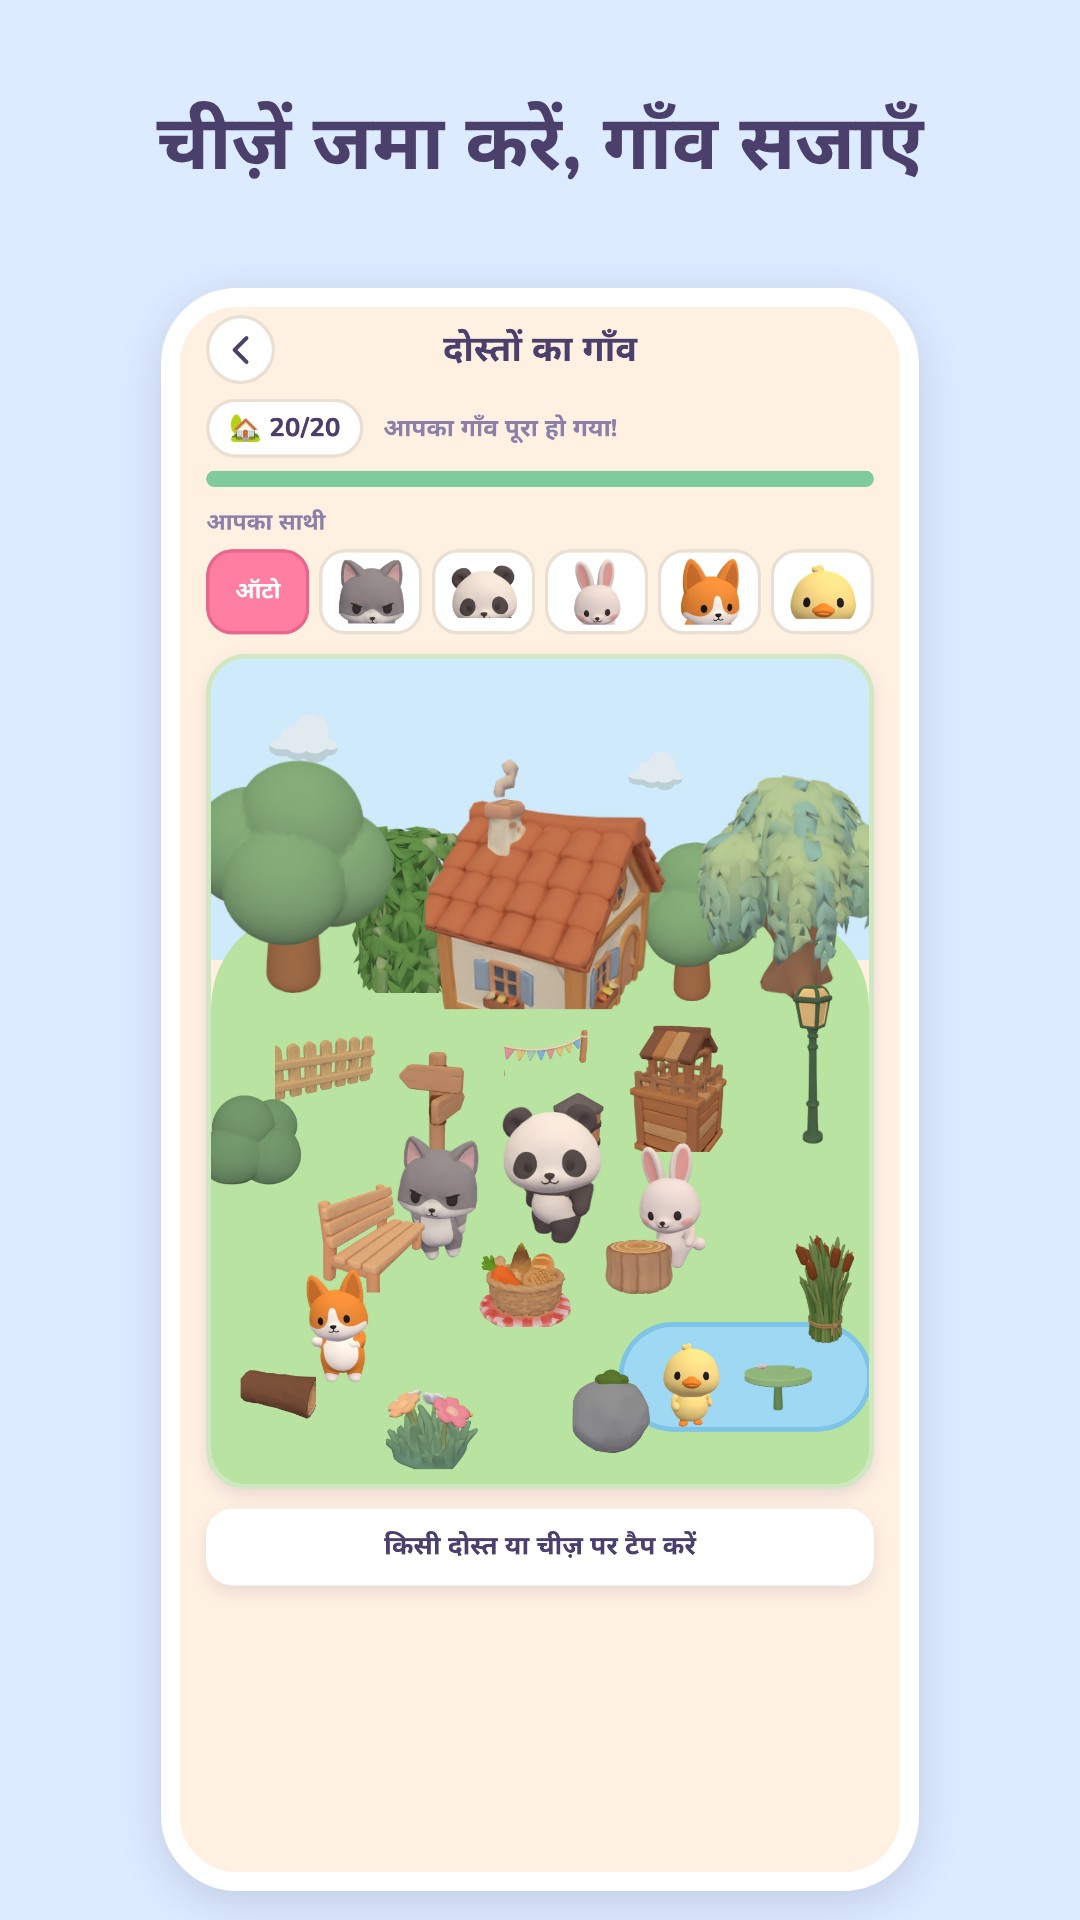 चीज़ें जमा करें, गाँव सजाएँ
दोस्तों का गाँव
20/20 आपका गाँव पूरा हो गया!
आपका साथी
ऑटो
किसी दोस्त या चीज़ पर टैप करें